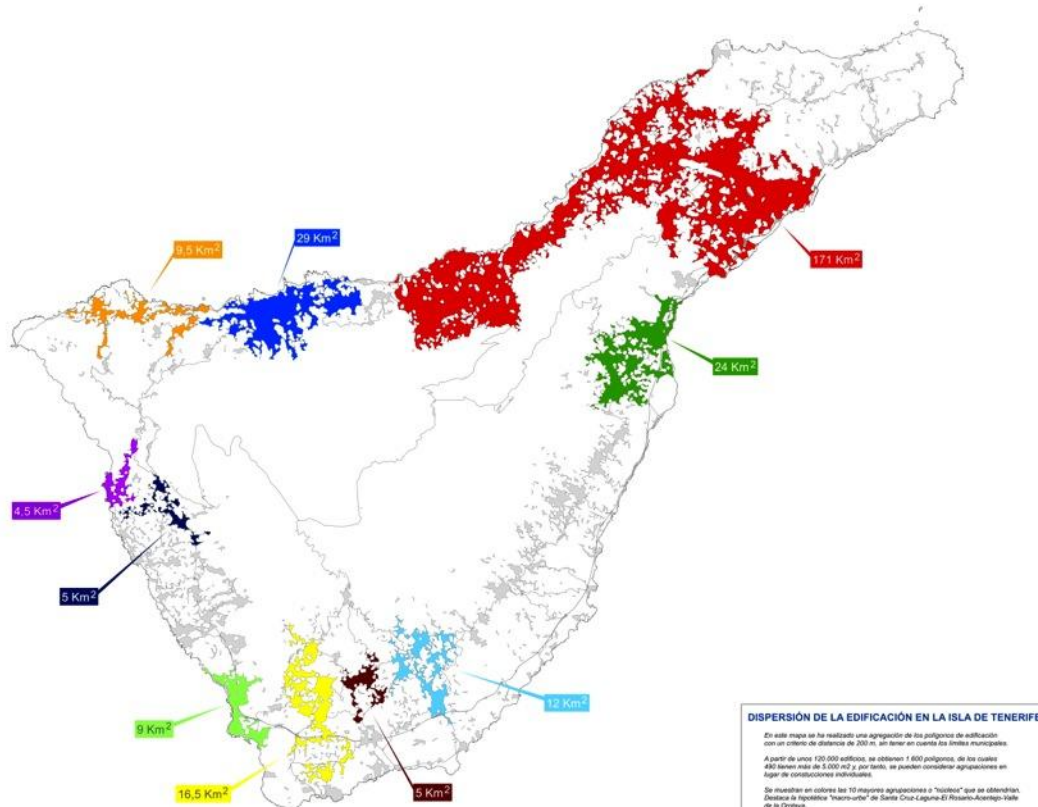 9,5 Km²
29 Km²
171 Km²
24 Km²
4,5 Km²
5 Km²
12 Km²
9 Km²
5 Km²
16,5 Km²
DISPERSIÓN DE LA EDIFICACIÓN EN LA ISLA DE TENERIFE
En este mapa se ha realizado una agregación de los polígonos de edificación
con un criterio de distancia de 200 m, sin tener en cuenta los límites municipales.
A partir de unos 120.000 edificios, se obtienen 1.600 polígonos, de los cuales
490 tienen más de 5.000 m2 y, por tanto, se pueden considerar agrupaciones en
lugar de construcciones individuales.
Se muestran en colores las 10 mayores agrupaciones o "núcleos" que se obtendrían.
Destaca la hipotética "macro-urbe" de Santa Cruz-Laguna-El Rosario-Acentejo-Valle
de la Orotava.